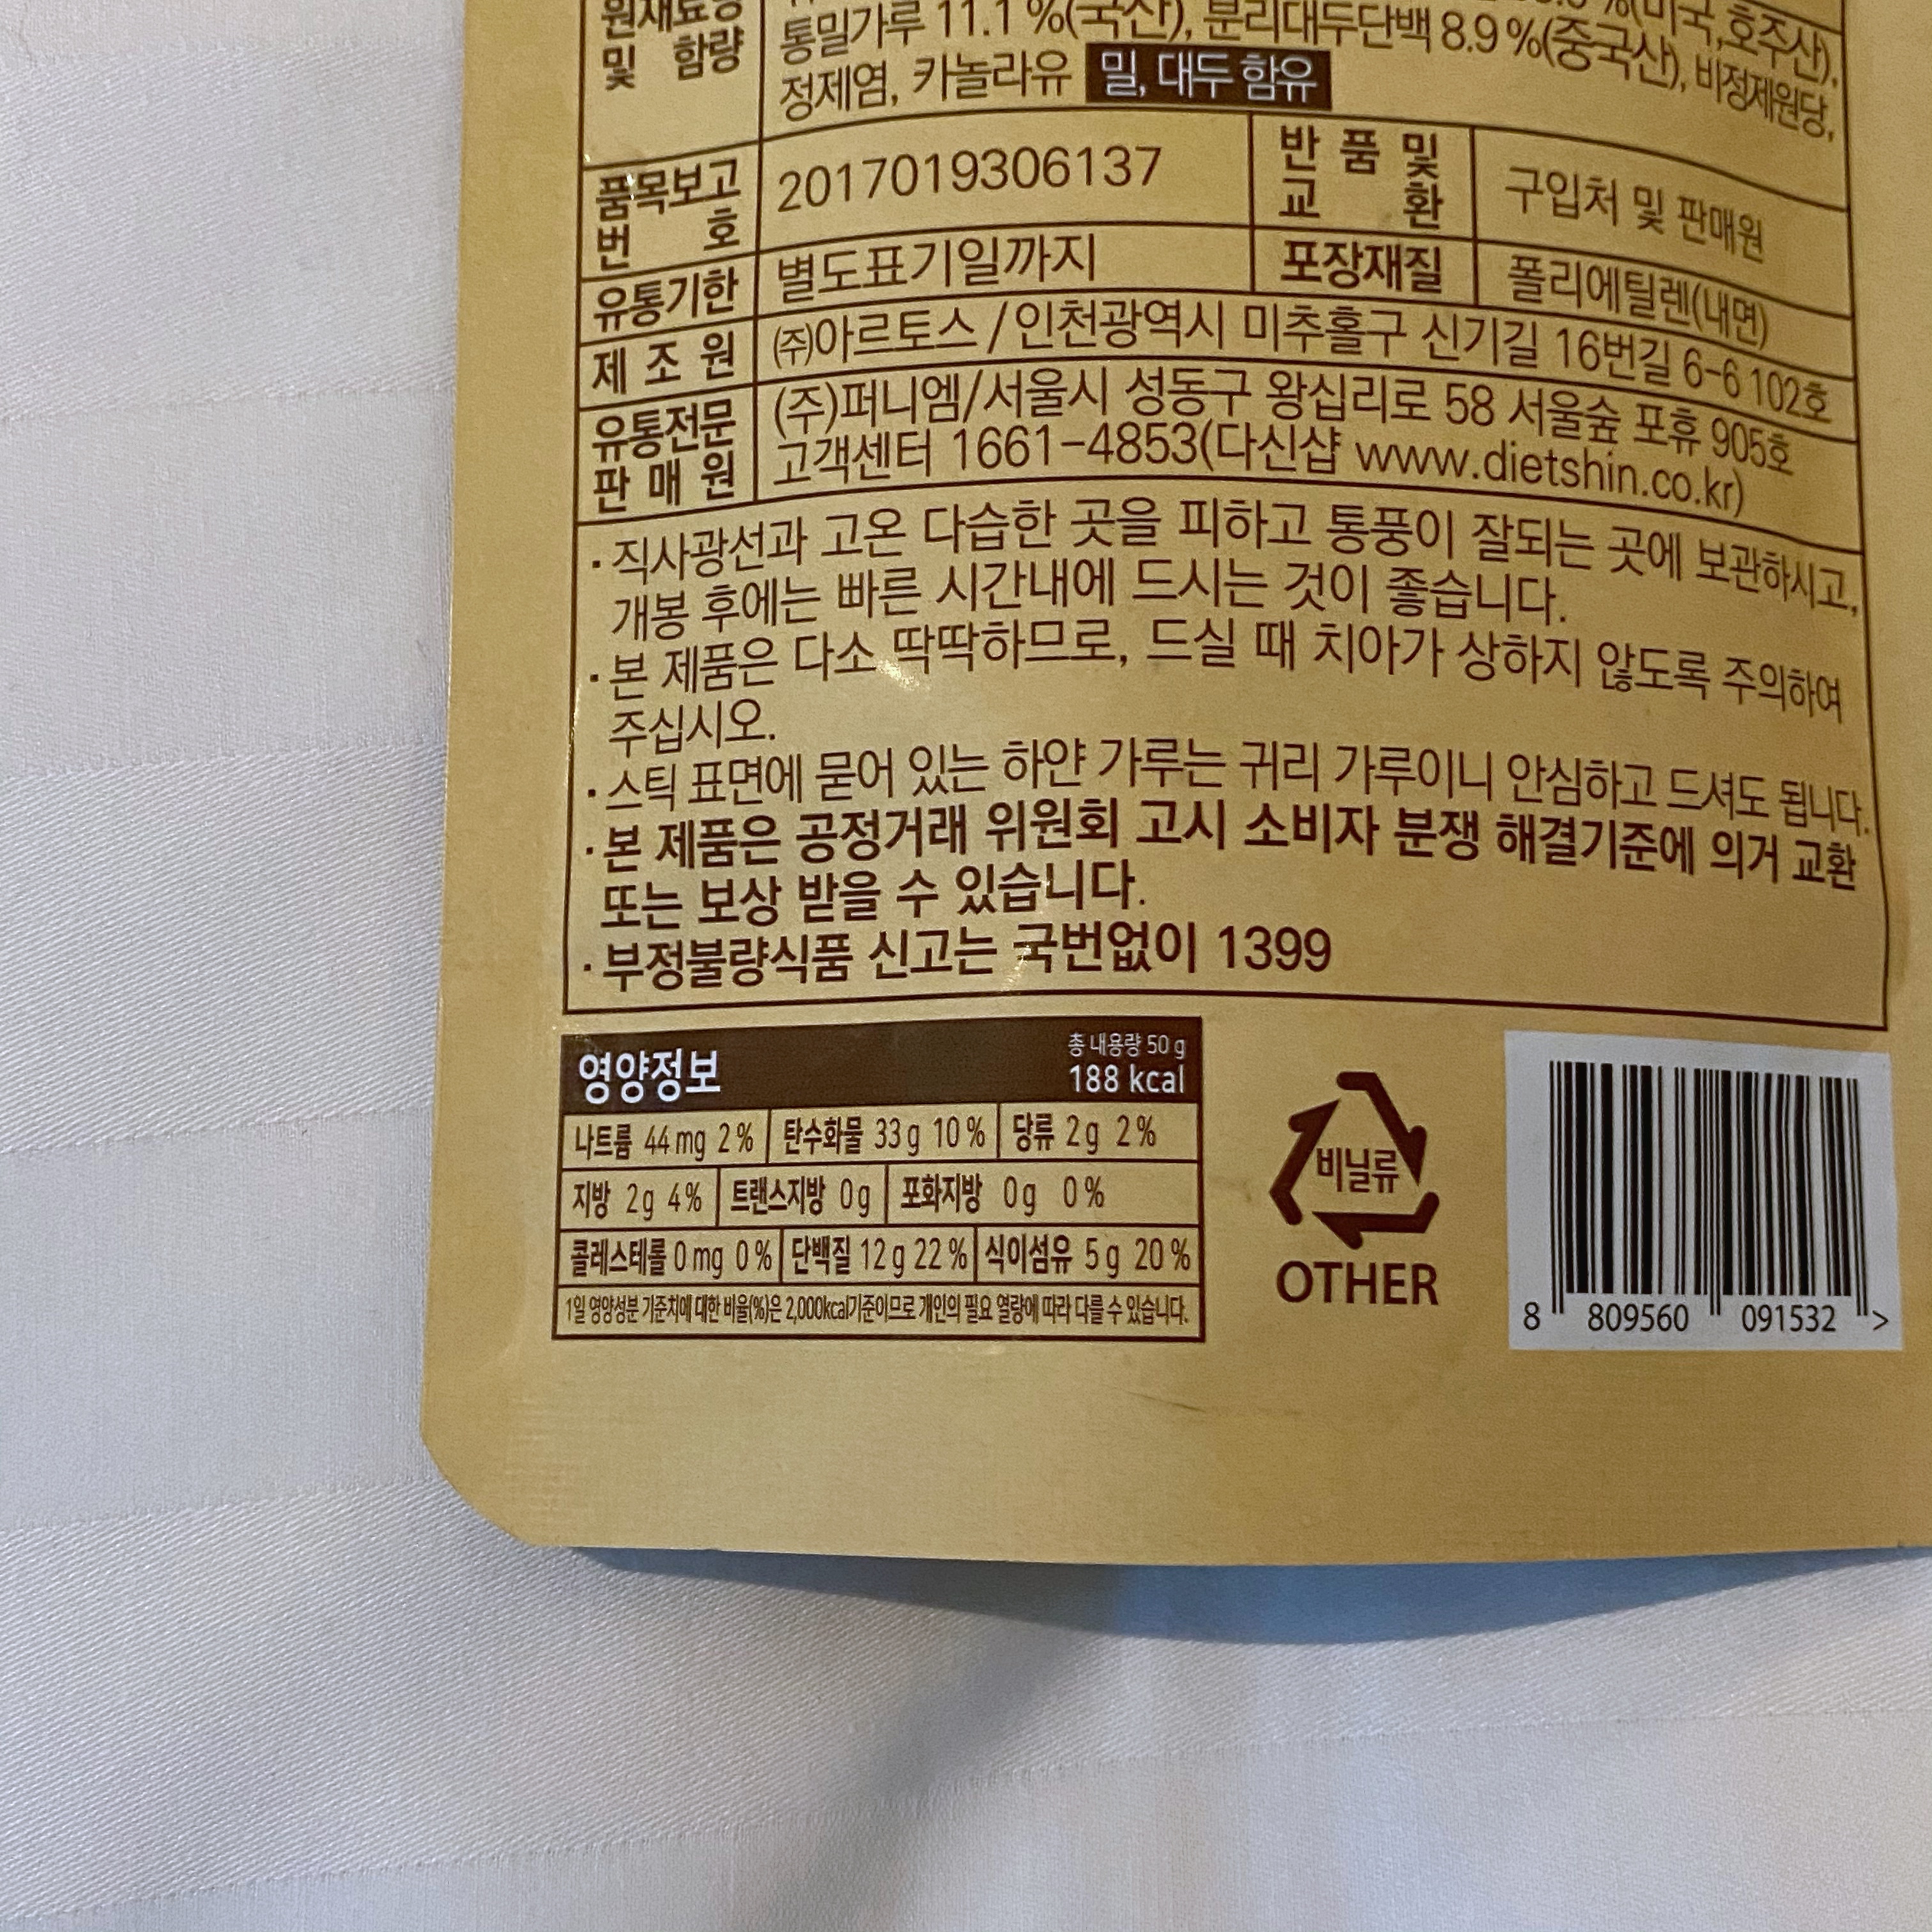 및 함량
%(미국,호주산),
통밀가루 11.1 %(국산), 분리대두단백 8.9 %(중국산), 비정제원당,
정제염, 카놀라유 밀, 대두 함유
품목보고번호 2017019306137 반품 및 교환 구입처 및 판매원
유통기한 별도표기일까지 포장재질 폴리에틸렌(내면)
제조원 ㈜아르토스 / 인천광역시 미추홀구 신기길 16번길 6-6 102호
유통전문판매원 (주)퍼니엠/서울시 성동구 왕십리로 58 서울숲 포휴 905호
고객센터 1661-4853(다신샵 www.dietshin.co.kr)
· 직사광선과 고온 다습한 곳을 피하고 통풍이 잘되는 곳에 보관하시고,
개봉 후에는 빠른 시간내에 드시는 것이 좋습니다.
· 본 제품은 다소 딱딱하므로, 드실 때 치아가 상하지 않도록 주의하여
주십시오.
· 스틱 표면에 묻어 있는 하얀 가루는 귀리 가루이니 안심하고 드셔도 됩니다.
· 본 제품은 공정거래 위원회 고시 소비자 분쟁 해결기준에 의거 교환
또는 보상 받을 수 있습니다.
· 부정불량식품 신고는 국번없이 1399
영양정보 총 내용량 50 g
188 kcal
나트륨 44 mg 2 % 탄수화물 33 g 10 % 당류 2 g 2 %
지방 2 g 4 % 트랜스지방 0 g 포화지방 0 g 0 %
콜레스테롤 0 mg 0 % 단백질 12 g 22 % 식이섬유 5 g 20 %
1일 영양성분 기준치에 대한 비율(%)은 2,000kcal기준이므로 개인의 필요 열량에 따라 다를 수 있습니다.
비닐류
OTHER
8 809560 091532 >